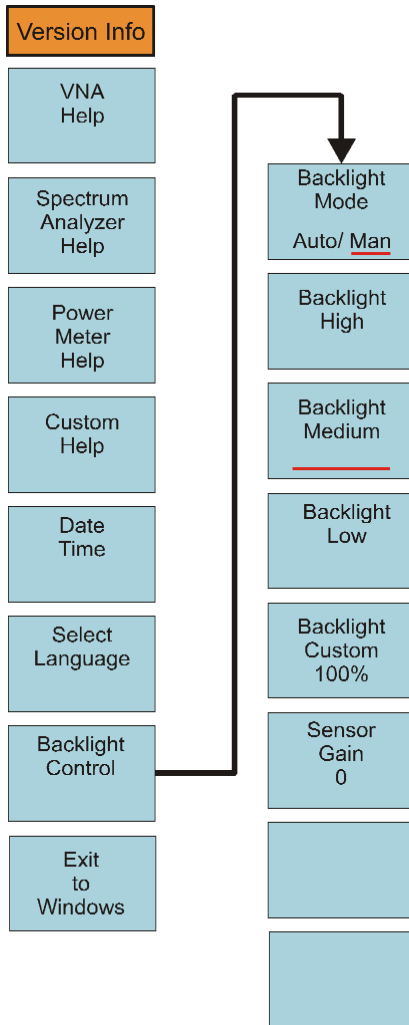 Version Info
VNA
Help
Spectrum
Analyzer
Help
Power
Meter
Help
Custom
Help
Date
Time
Select
Language
Backlight
Control
Exit
to
Windows
Backlight
Mode
Auto/ Man
Backlight
High
Backlight
Medium
Backlight
Low
Backlight
Custom
100%
Sensor
Gain
0